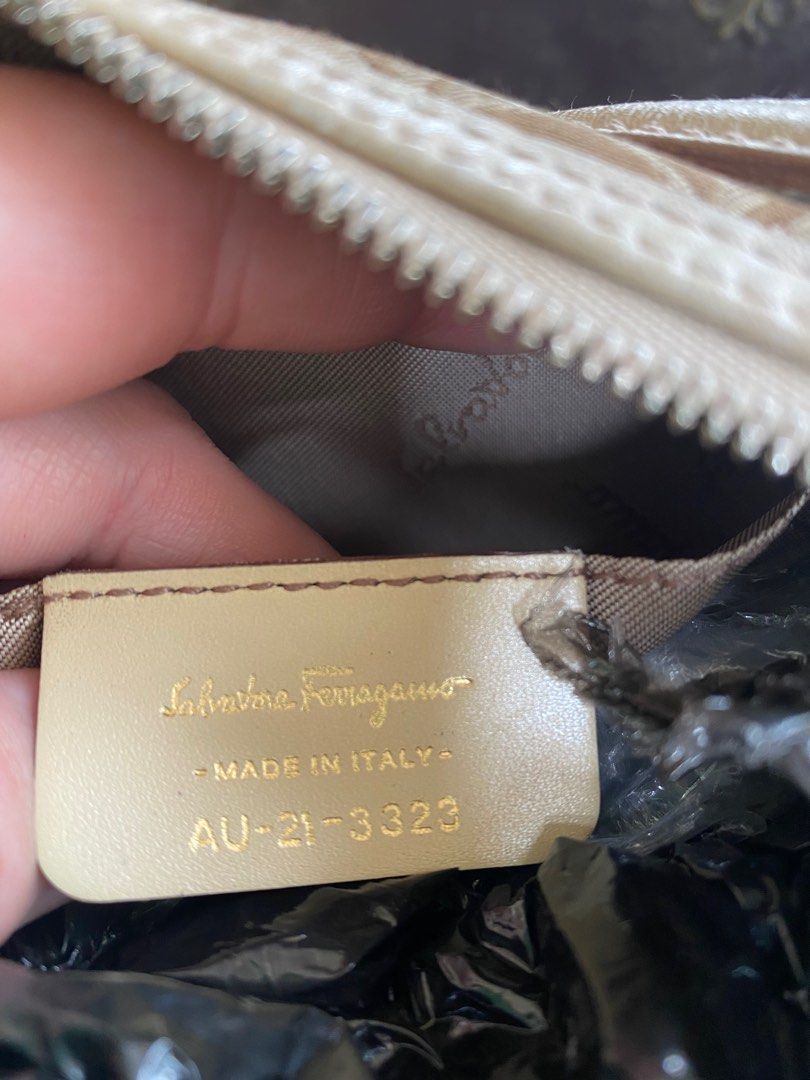 Salvatore Ferragamo
- MADE IN ITALY -
AU-21-3323